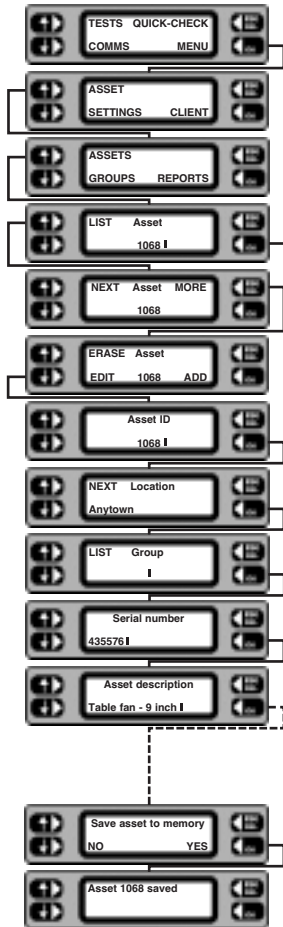 TESTS QUICK-CHECK
COMMS MENU
ASSET
SETTINGS CLIENT
ASSETS
GROUPS REPORTS
LIST Asset
1068
NEXT Asset MORE
1068
ERASE Asset
EDIT 1068 ADD
Asset ID
1068
NEXT Location
Anytown
LIST Group
Serial number
435576
Asset description
Table fan - 9 inch
Save asset to memory
NO YES
Asset 1068 saved